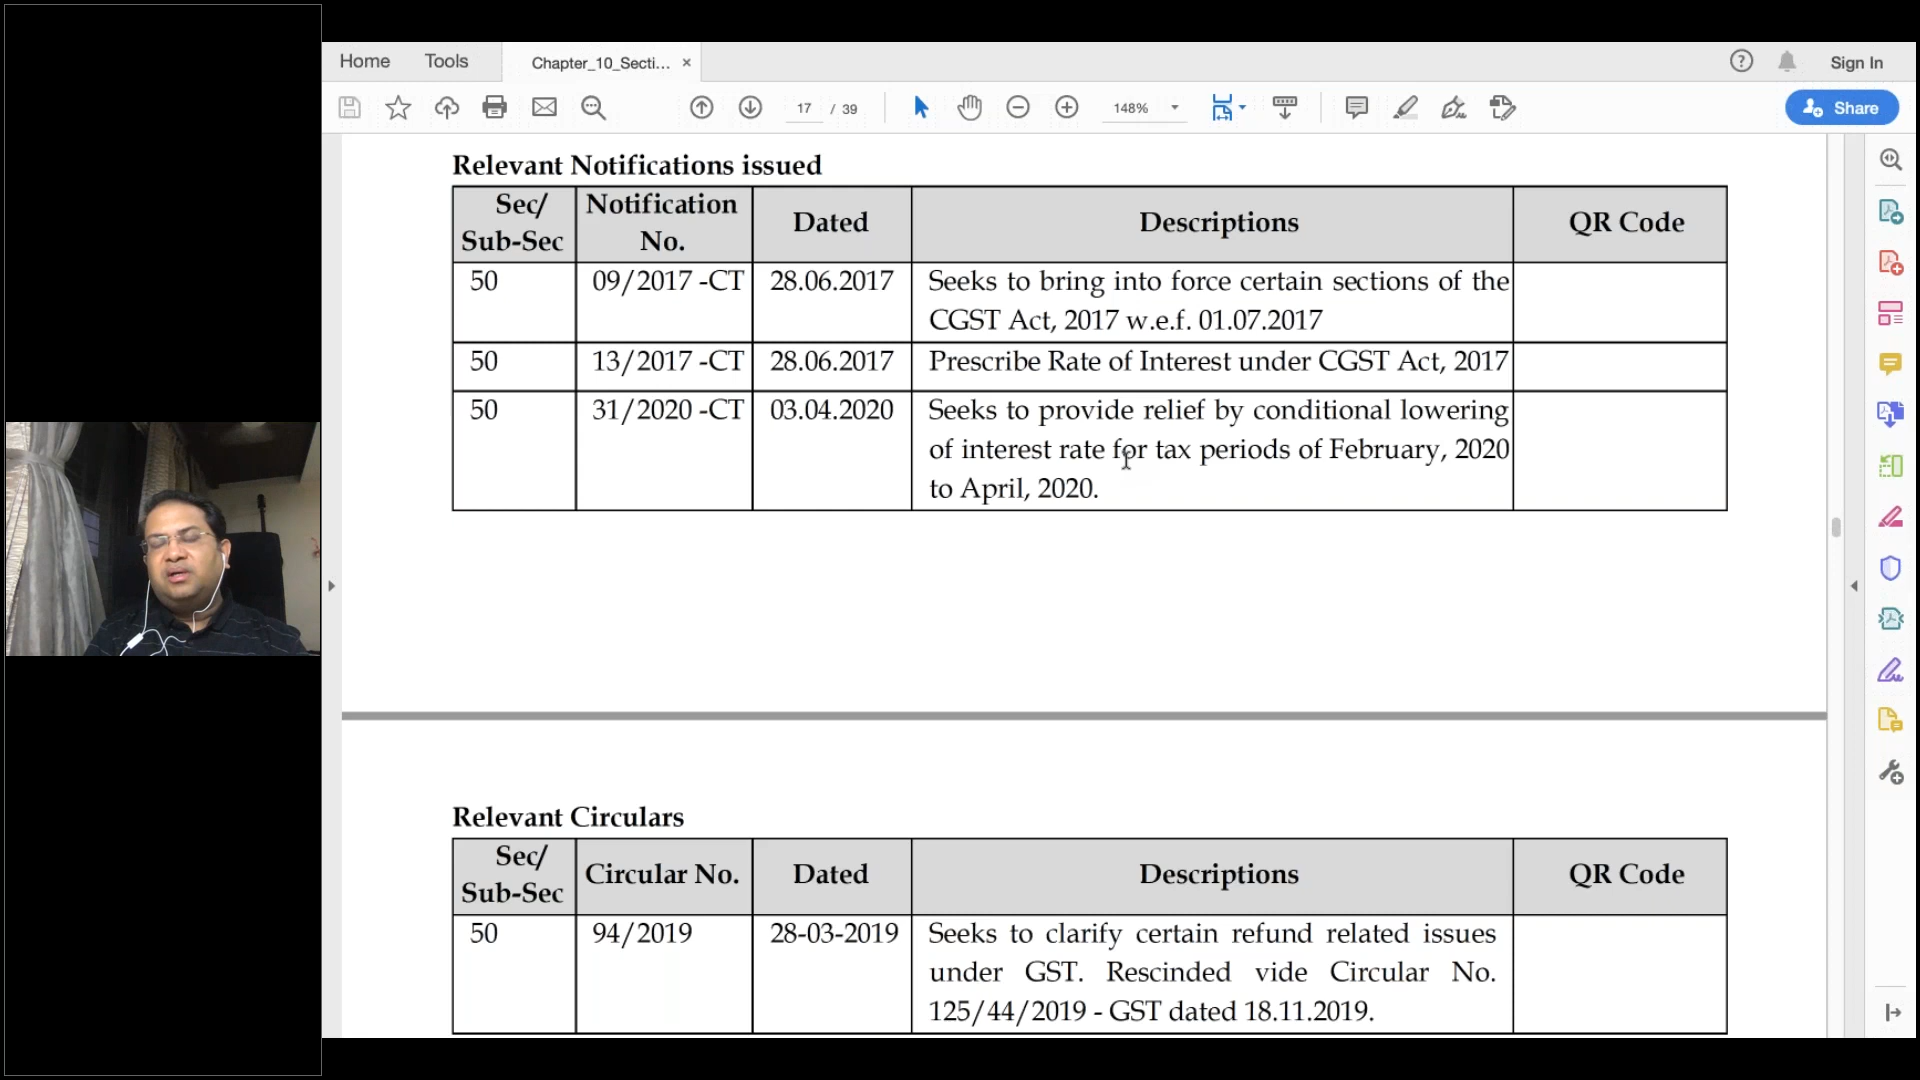 Home Tools Chapter_10_Secti... × Sign In
17 / 39 148% Share
Relevant Notifications issued
Sec/ Sub-Sec Notification No. Dated Descriptions QR Code
50 09/2017 -CT 28.06.2017 Seeks to bring into force certain sections of the
CGST Act, 2017 w.e.f. 01.07.2017
50 13/2017 -CT 28.06.2017 Prescribe Rate of Interest under CGST Act, 2017
50 31/2020 -CT 03.04.2020 Seeks to provide relief by conditional lowering
of interest rate for tax periods of February, 2020
to April, 2020.
Relevant Circulars
Sec/ Sub-Sec Circular No. Dated Descriptions QR Code
50 94/2019 28-03-2019 Seeks to clarify certain refund related issues
under GST. Rescinded vide Circular No.
125/44/2019 - GST dated 18.11.2019.